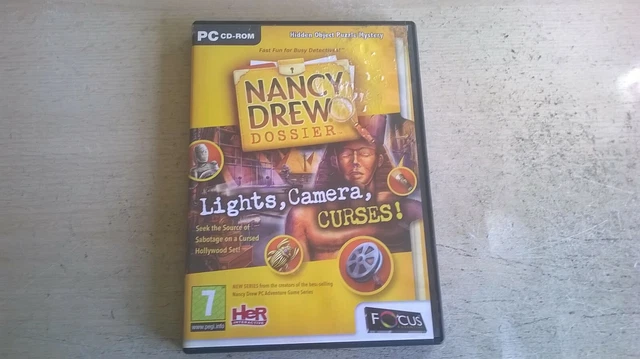 PC CD-ROM
Hidden Object Puzzle Mystery
Fast Fun for Busy Detectives!™
NANCY
DREW
DOSSIER
Lights, Camera,
CURSES!
Seek the Source of
Sabotage on a Cursed
Hollywood Set!
NEW SERIES from the creators of the best-selling
Nancy Drew PC Adventure Game Series
7
www.pegi.info
HeR
INTERACTIVE
Focus